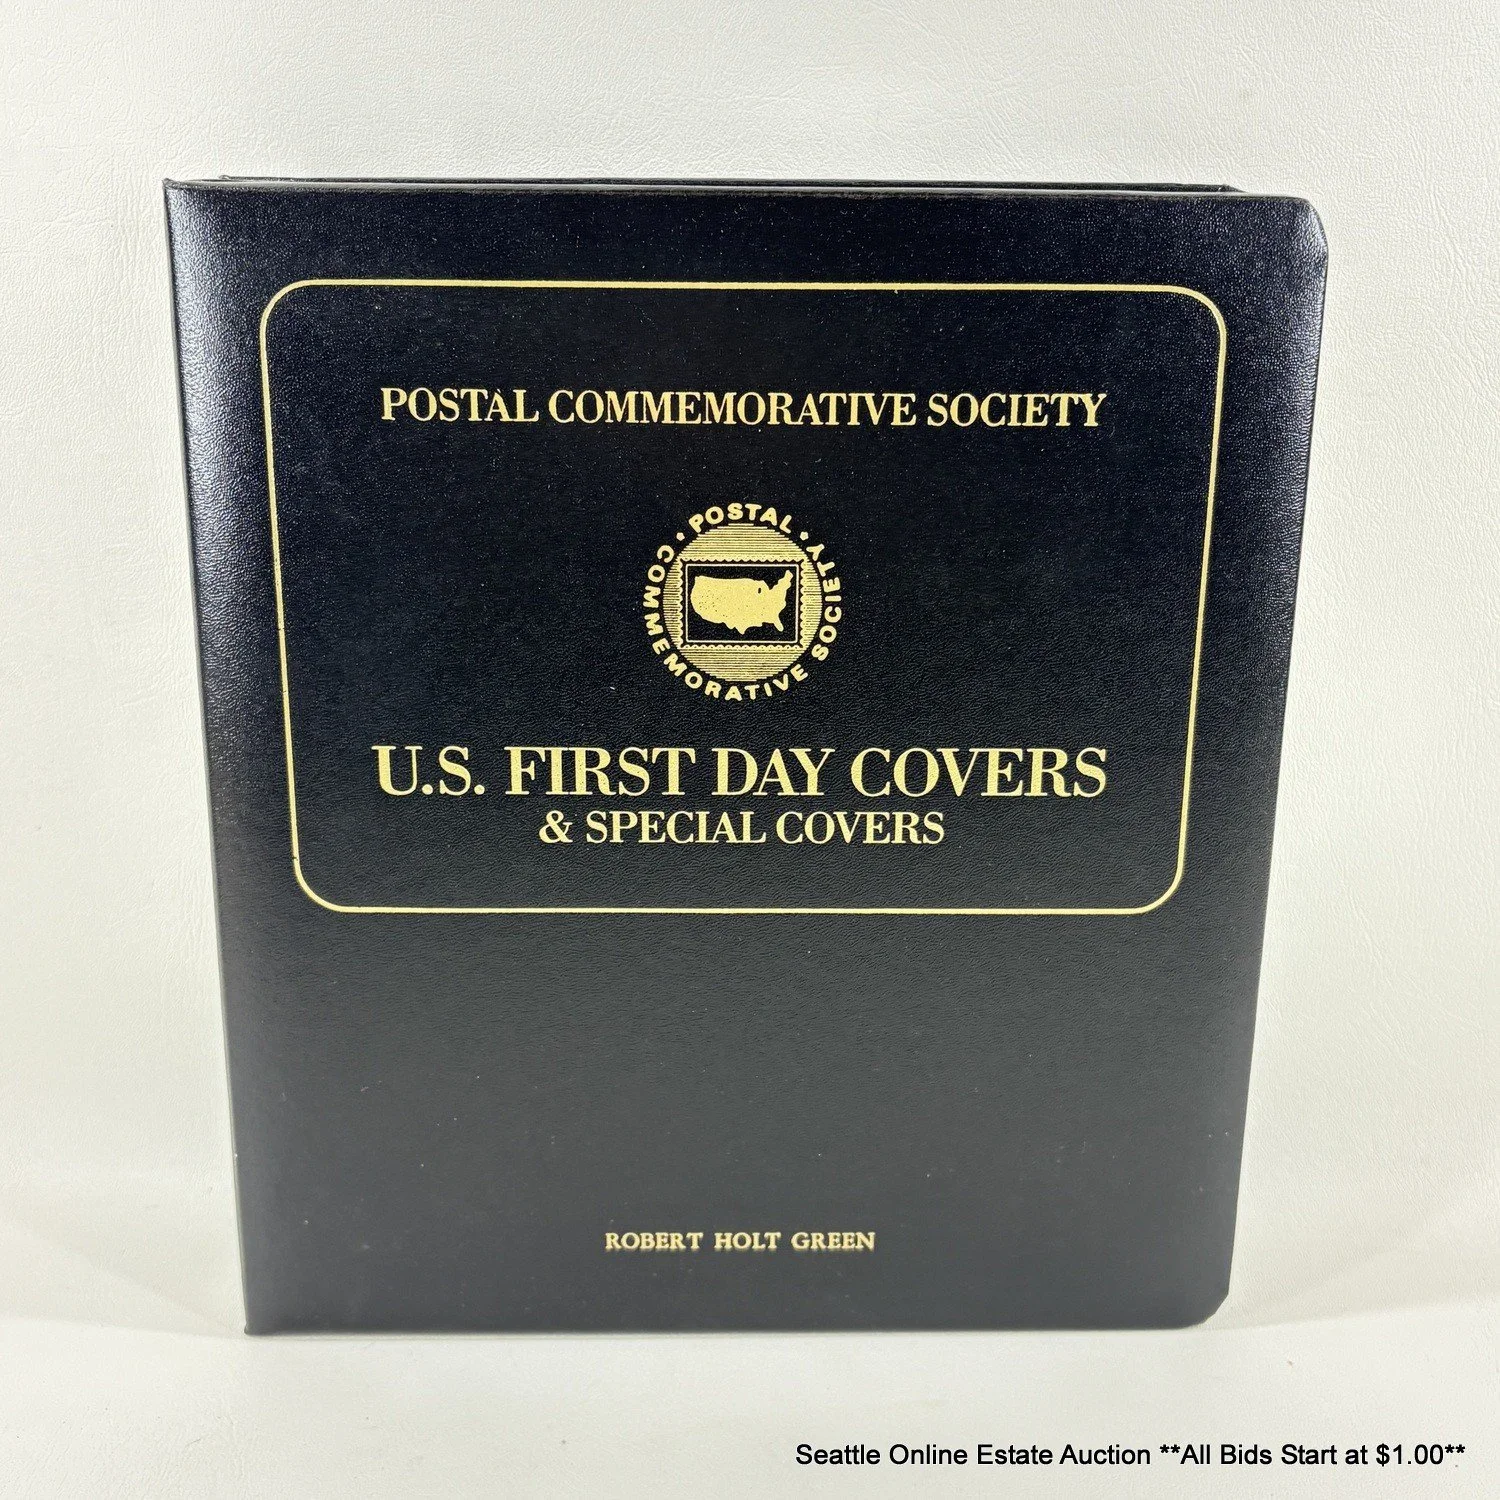 POSTAL COMMEMORATIVE SOCIETY
• POSTAL •
COMMEMORATIVE SOCIETY
U.S. FIRST DAY COVERS
& SPECIAL COVERS
ROBERT HOLT GREEN
Seattle Online Estate Auction **All Bids Start at $1.00**